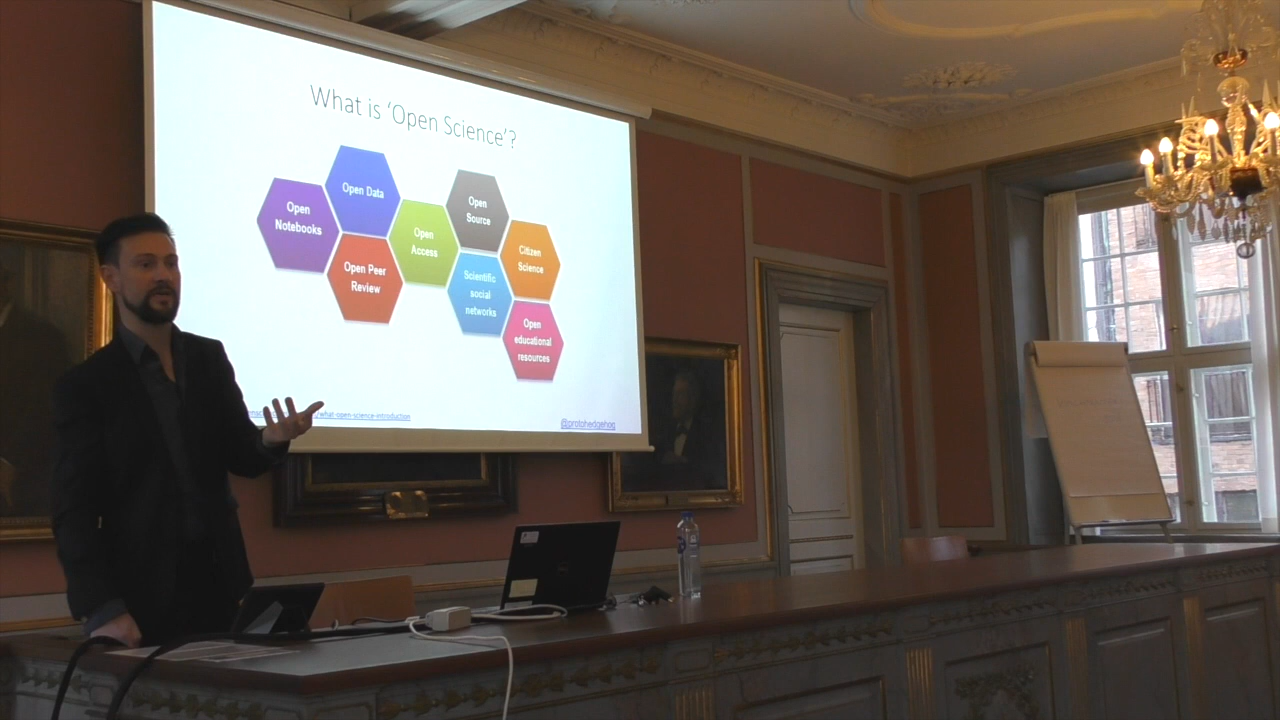 What is 'Open Science'?
Open
Notebooks
Open Data
Open Peer
Review
Open
Access
Open
Source
Scientific
social
networks
Citizen
Science
Open
educational
resources
/what-open-science-introduction
@protohedgehog